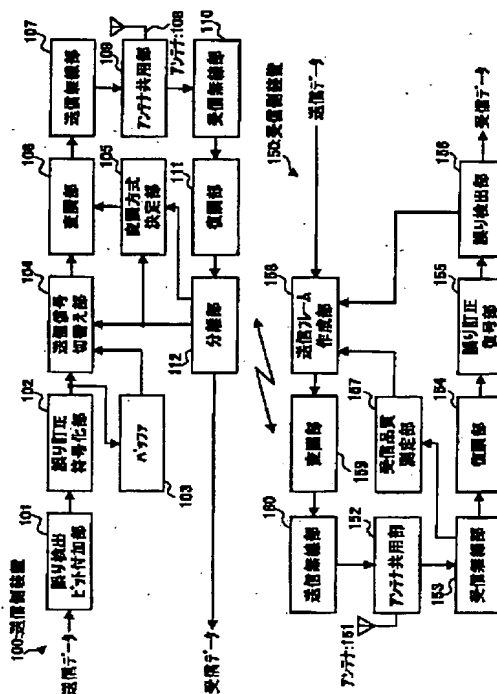 100:送信側装置
送信データ
101
誤り検出
ビット付加部
102
誤り訂正
符号化部
103
バッファ
104
送信信号
切替え部
105
変調方式
決定部
106
変調部
107
送信無線部
109
アンテナ共用部
アンテナ:108
110
受信無線部
111
復調部
112
分離部
受信データ
150:受信側装置
送信データ
アンテナ:151
152
アンテナ共用部
153
受信無線部
154
復調部
155
誤り訂正
復号部
156
誤り検出部
受信データ
157
受信品質
測定部
158
送信フレーム
作成部
159
変調部
160
送信無線部